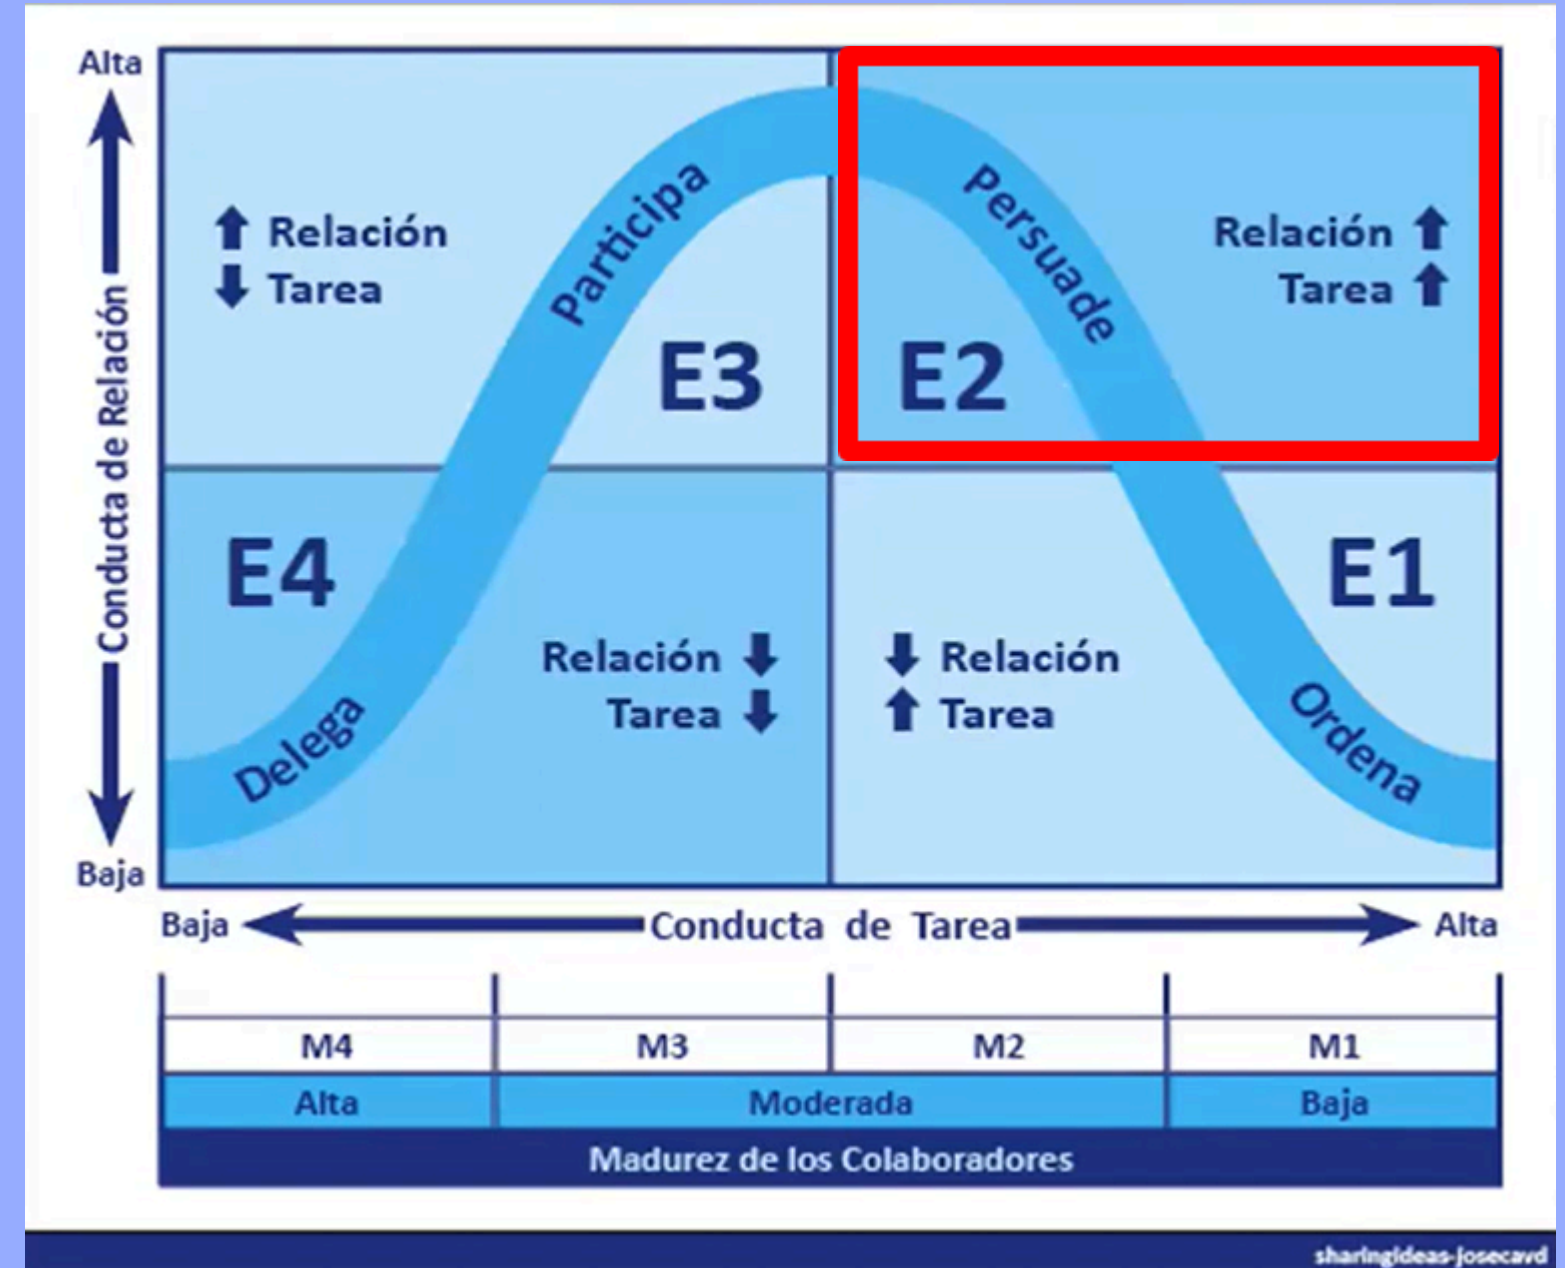 Alta
Conducta de Relación
Baja
Relación
Tarea
Participa
E3
Persuade
Relación
Tarea
E2
E4
Relación
Tarea
Delega
E1
Relación
Tarea
Ordena
Baja Conducta de Tarea Alta
M4 M3 M2 M1
Alta Moderada Baja
Madurez de los Colaboradores
sharingideas-josecavd